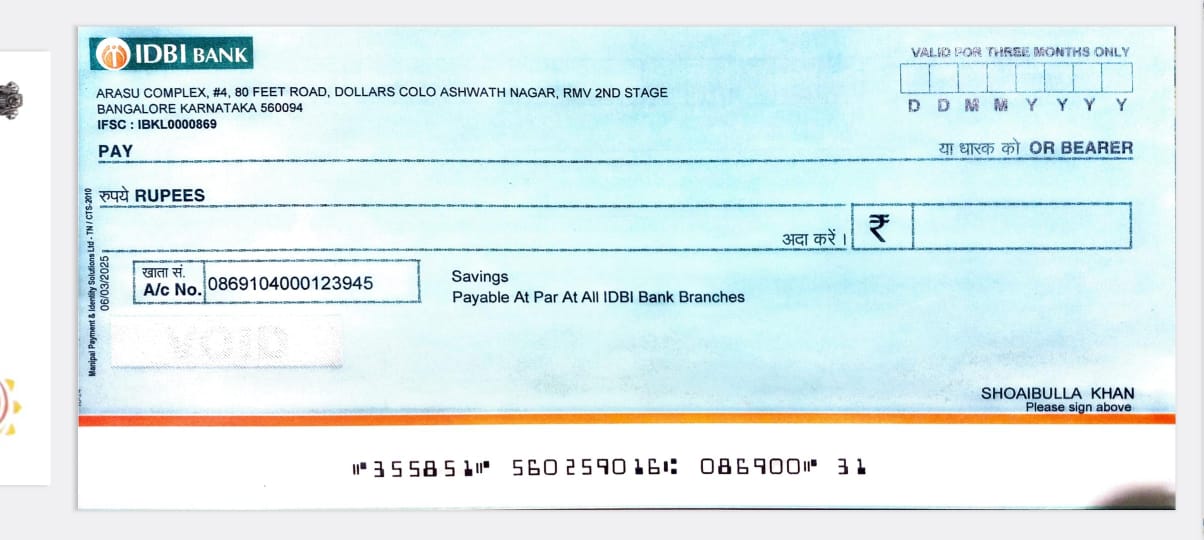 IDBI BANK
VALID FOR THREE MONTHS ONLY
ARASU COMPLEX, #4, 80 FEET ROAD, DOLLARS COLO ASHWATH NAGAR, RMV 2ND STAGE
BANGALORE KARNATAKA 560094
D D M M Y Y Y Y
IFSC : IBKL0000869
PAY
या धारक को OR BEARER
रुपये RUPEES
अदा करें । ₹
खाता सं.
A/c No. 0869104000123945
Savings
Payable At Par At All IDBI Bank Branches
Manipal Payment & Identity Solutions Ltd - TN / CTS-2010
06/03/2025
VOID
SHOAIBULLA KHAN
Please sign above
⑈355851⑈ 560259016⑆ 086900⑈ 31